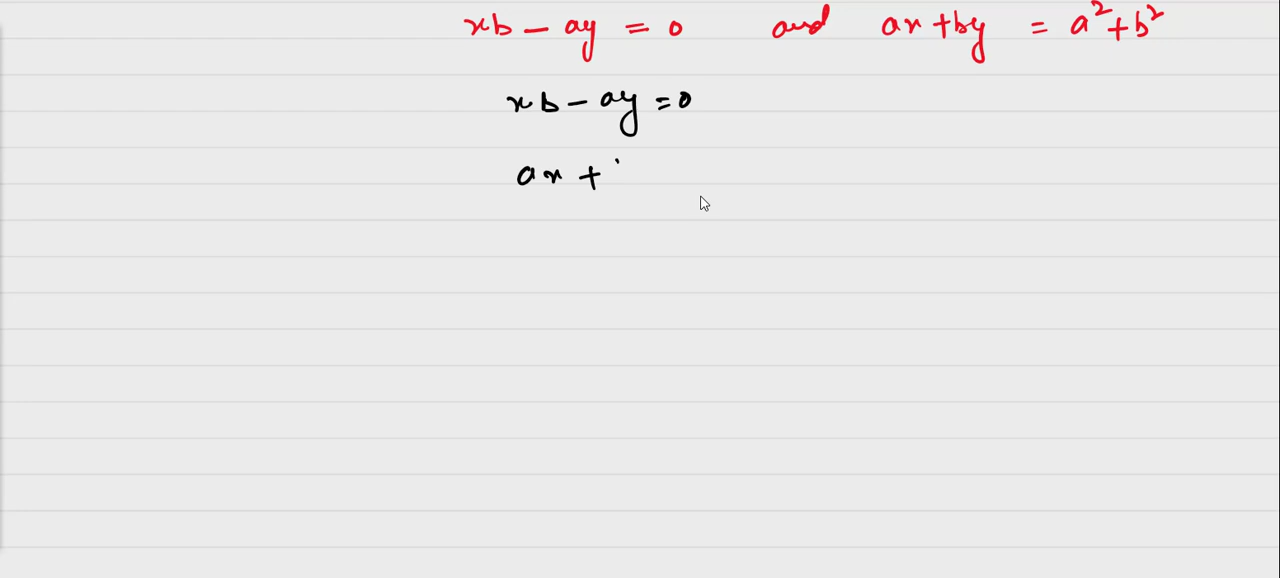 xb - ay = 0 and ax + by = a² + b²
xb - ay = 0
ax +